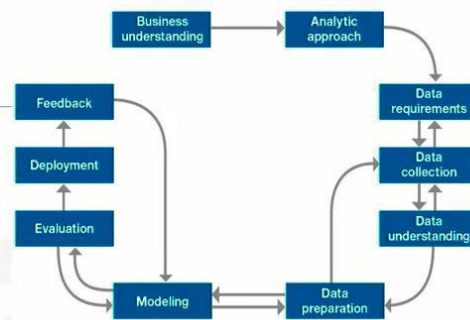 Business
understanding
Analytic
approach
Data
requirements
Data
collection
Data
understanding
Data
preparation
Modeling
Evaluation
Deployment
Feedback